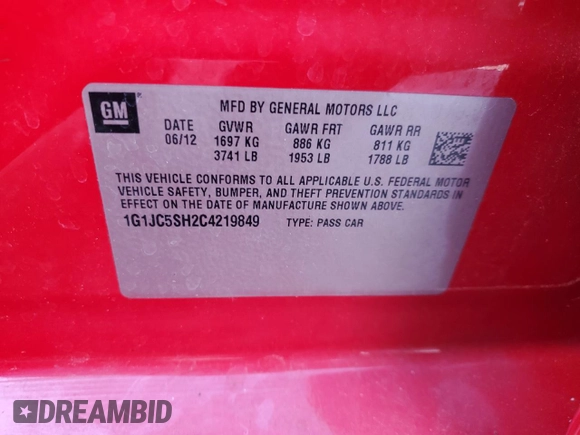 GM
MFD BY GENERAL MOTORS LLC
DATE GVWR GAWR FRT GAWR RR
06/12 1697 KG 886 KG 811 KG
3741 LB 1953 LB 1788 LB
THIS VEHICLE CONFORMS TO ALL APPLICABLE U.S. FEDERAL MOTOR
VEHICLE SAFETY, BUMPER, AND THEFT PREVENTION STANDARDS IN
EFFECT ON THE DATE OF MANUFACTURE SHOWN ABOVE.
1G1JC5SH2C4219849 TYPE: PASS CAR
DREAMBID